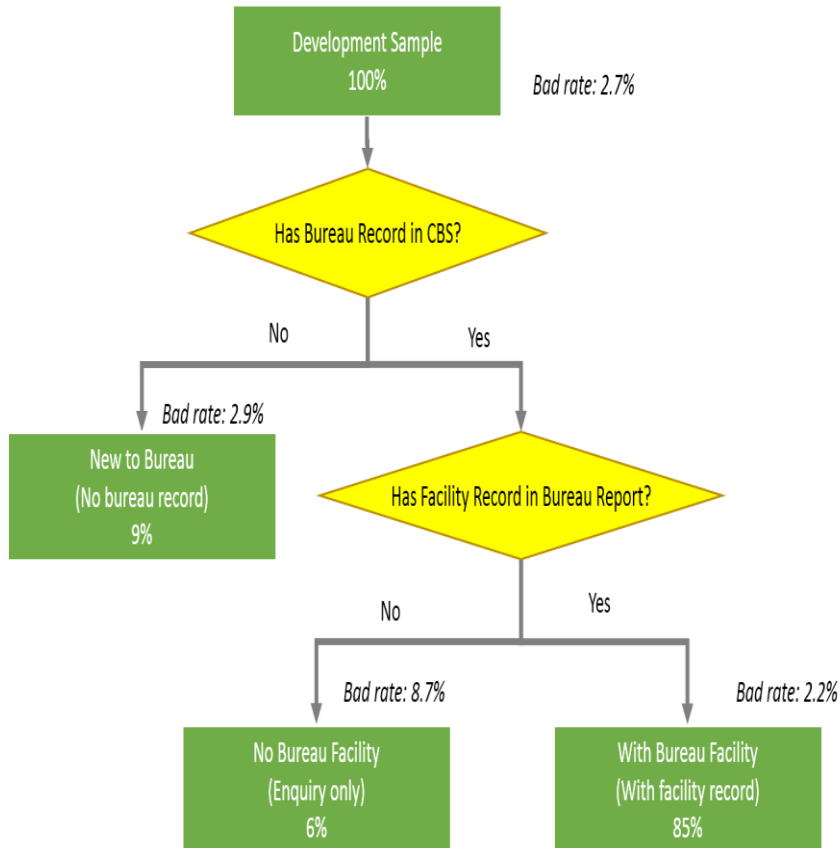 Development Sample
100%
Bad rate: 2.7%
Has Bureau Record in CBS?
No
Yes
Bad rate: 2.9%
New to Bureau
(No bureau record)
9%
Has Facility Record in Bureau Report?
No
Yes
Bad rate: 8.7%
Bad rate: 2.2%
No Bureau Facility
(Enquiry only)
6%
With Bureau Facility
(With facility record)
85%